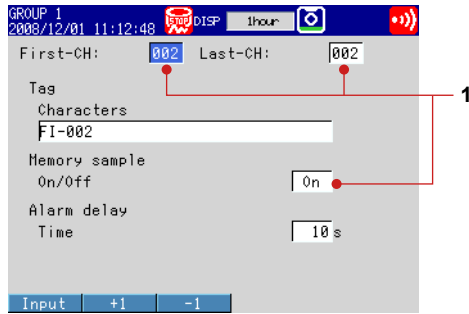 GROUP 1
2008/12/01 11:12:48 STOP DISP 1hour
First-CH: 002 Last-CH: 002
1
Tag
Characters
FI-002
Memory sample
On/Off On
Alarm delay
Time 10 s
Input +1 -1